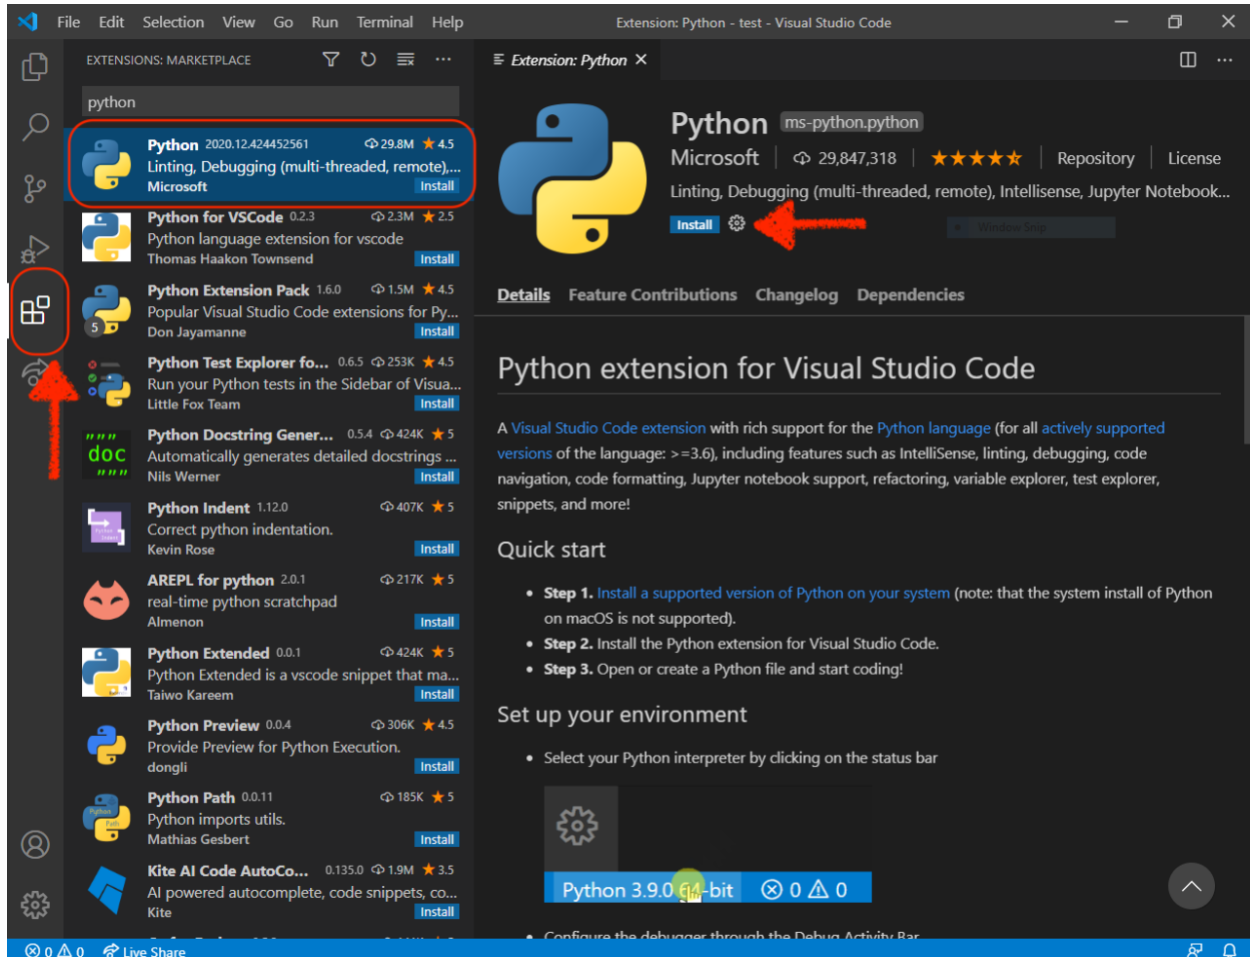 File Edit Selection View Go Run Terminal Help
Extension: Python - test - Visual Studio Code
EXTENSIONS: MARKETPLACE
python
Python 2020.12.424452561 29.8M 4.5
Linting, Debugging (multi-threaded, remote),...
Microsoft Install
Python for VSCode 0.2.3 2.3M 2.5
Python language extension for vscode
Thomas Haakon Townsend Install
Python Extension Pack 1.6.0 1.5M 4.5
Popular Visual Studio Code extensions for Py...
5
Don Jayamanne Install
Python Test Explorer fo... 0.6.5 253K 4.5
Run your Python tests in the Sidebar of Visua...
Little Fox Team Install
"""
doc
"""
Python Docstring Gener... 0.5.4 424K 5
Automatically generates detailed docstrings ...
Nils Werner Install
Python Indent 1.12.0 407K 5
Correct python indentation.
Kevin Rose Install
AREPL for python 2.0.1 217K 5
real-time python scratchpad
Almenon Install
Python Extended 0.0.1 424K 5
Python Extended is a vscode snippet that ma...
Taiwo Kareem Install
Python Preview 0.0.4 306K 4.5
Provide Preview for Python Execution.
dongli Install
Python Path 0.0.11 185K 5
Python imports utils.
Mathias Gesbert Install
Kite AI Code AutoCo... 0.135.0 1.9M 3.5
AI powered autocomplete, code snippets, co...
Kite Install
Extension: Python
Python ms-python.python
Microsoft 29,847,318 Repository License
Linting, Debugging (multi-threaded, remote), Intellisense, Jupyter Notebook...
Install
Window Snip
Details Feature Contributions Changelog Dependencies
Python extension for Visual Studio Code
A Visual Studio Code extension with rich support for the Python language (for all actively supported
versions of the language: >=3.6), including features such as IntelliSense, linting, debugging, code
navigation, code formatting, Jupyter notebook support, refactoring, variable explorer, test explorer,
snippets, and more!
Quick start
• Step 1. Install a supported version of Python on your system (note: that the system install of Python
on macOS is not supported).
• Step 2. Install the Python extension for Visual Studio Code.
• Step 3. Open or create a Python file and start coding!
Set up your environment
• Select your Python interpreter by clicking on the status bar
Python 3.9.0 64-bit 0 0
• Configure the debugger through the Debug Activity Bar
0 0 Live Share